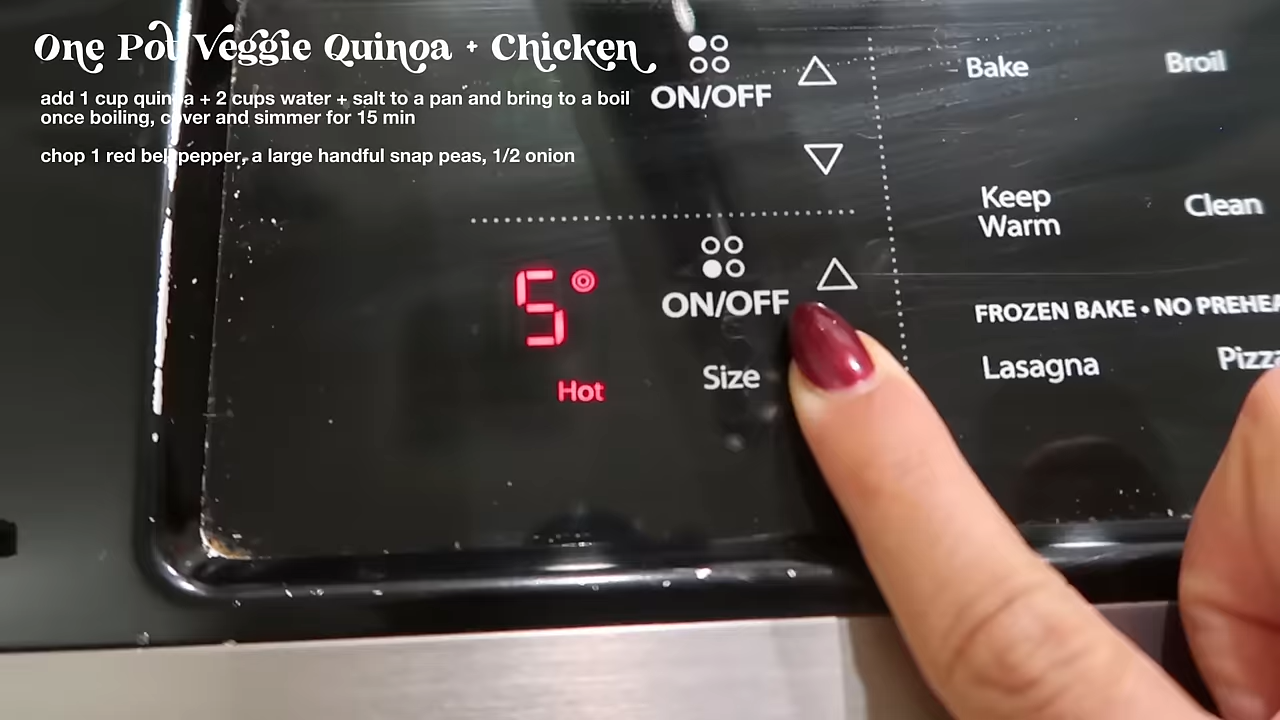 One Pot Veggie Quinoa + Chicken
add 1 cup quinoa + 2 cups water + salt to a pan and bring to a boil
once boiling, cover and simmer for 15 min
chop 1 red bell pepper, a large handful snap peas, 1/2 onion
ON/OFF
Bake
Broil
Keep
Warm
Clean
5
Hot
ON/OFF
Size
FROZEN BAKE • NO PREHEA
Lasagna
Pizza